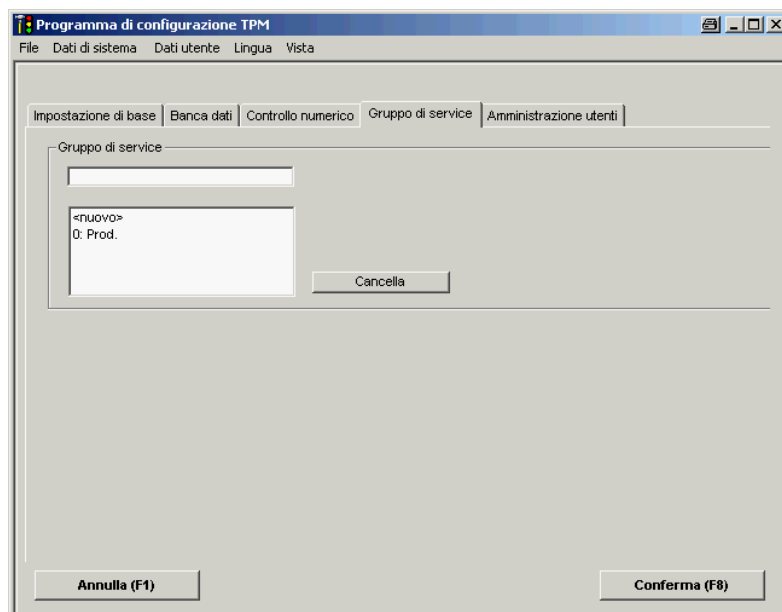 Programma di configurazione TPM
File Dati di sistema Dati utente Lingua Vista
Impostazione di base Banca dati Controllo numerico Gruppo di service Amministrazione utenti
Gruppo di service
<nuovo>
0: Prod.
Cancella
Annulla (F1) Conferma (F8)